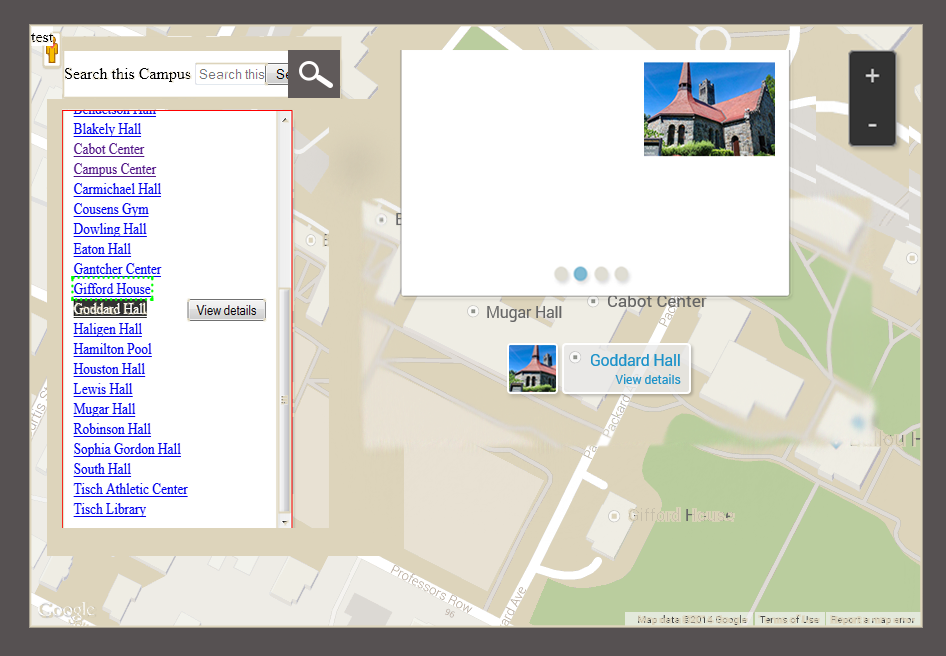 test
Search this Campus Search this Se
Bendetson Hall
Blakely Hall
Cabot Center
Campus Center
Carmichael Hall
Cousens Gym
Dowling Hall
Eaton Hall
Gantcher Center
Gifford House
Goddard Hall
View details
Haligen Hall
Hamilton Pool
Houston Hall
Lewis Hall
Mugar Hall
Robinson Hall
Sophia Gordon Hall
South Hall
Tisch Athletic Center
Tisch Library
+
-
Cabot Center
Mugar Hall
Goddard Hall
View details
Packard
Gifford House
Professors Row
96
Google
Map data ©2014 Google
Terms of Use
Report a map error